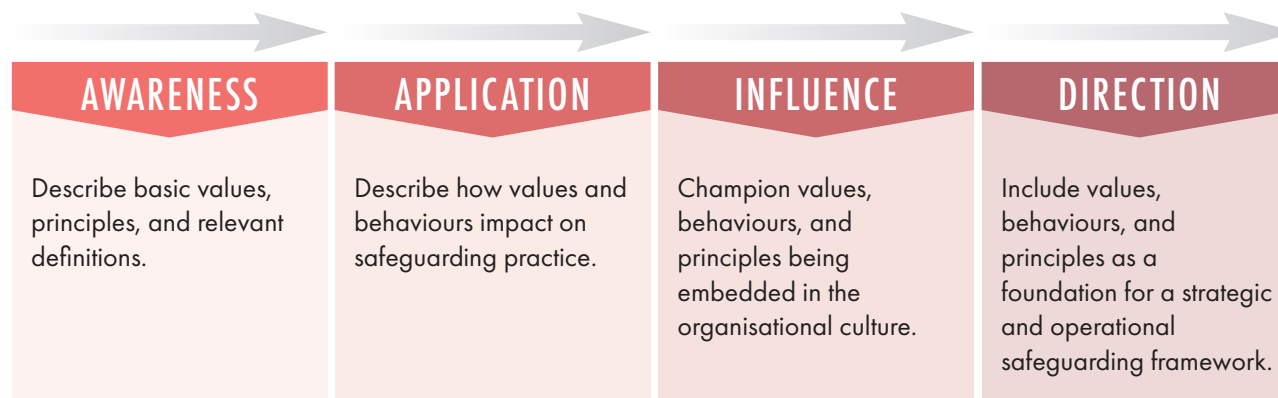 AWARENESS
Describe basic values,
principles, and relevant
definitions.
APPLICATION
Describe how values and
behaviours impact on
safeguarding practice.
INFLUENCE
Champion values,
behaviours, and
principles being
embedded in the
organisational culture.
DIRECTION
Include values,
behaviours, and
principles as a
foundation for a strategic
and operational
safeguarding framework.